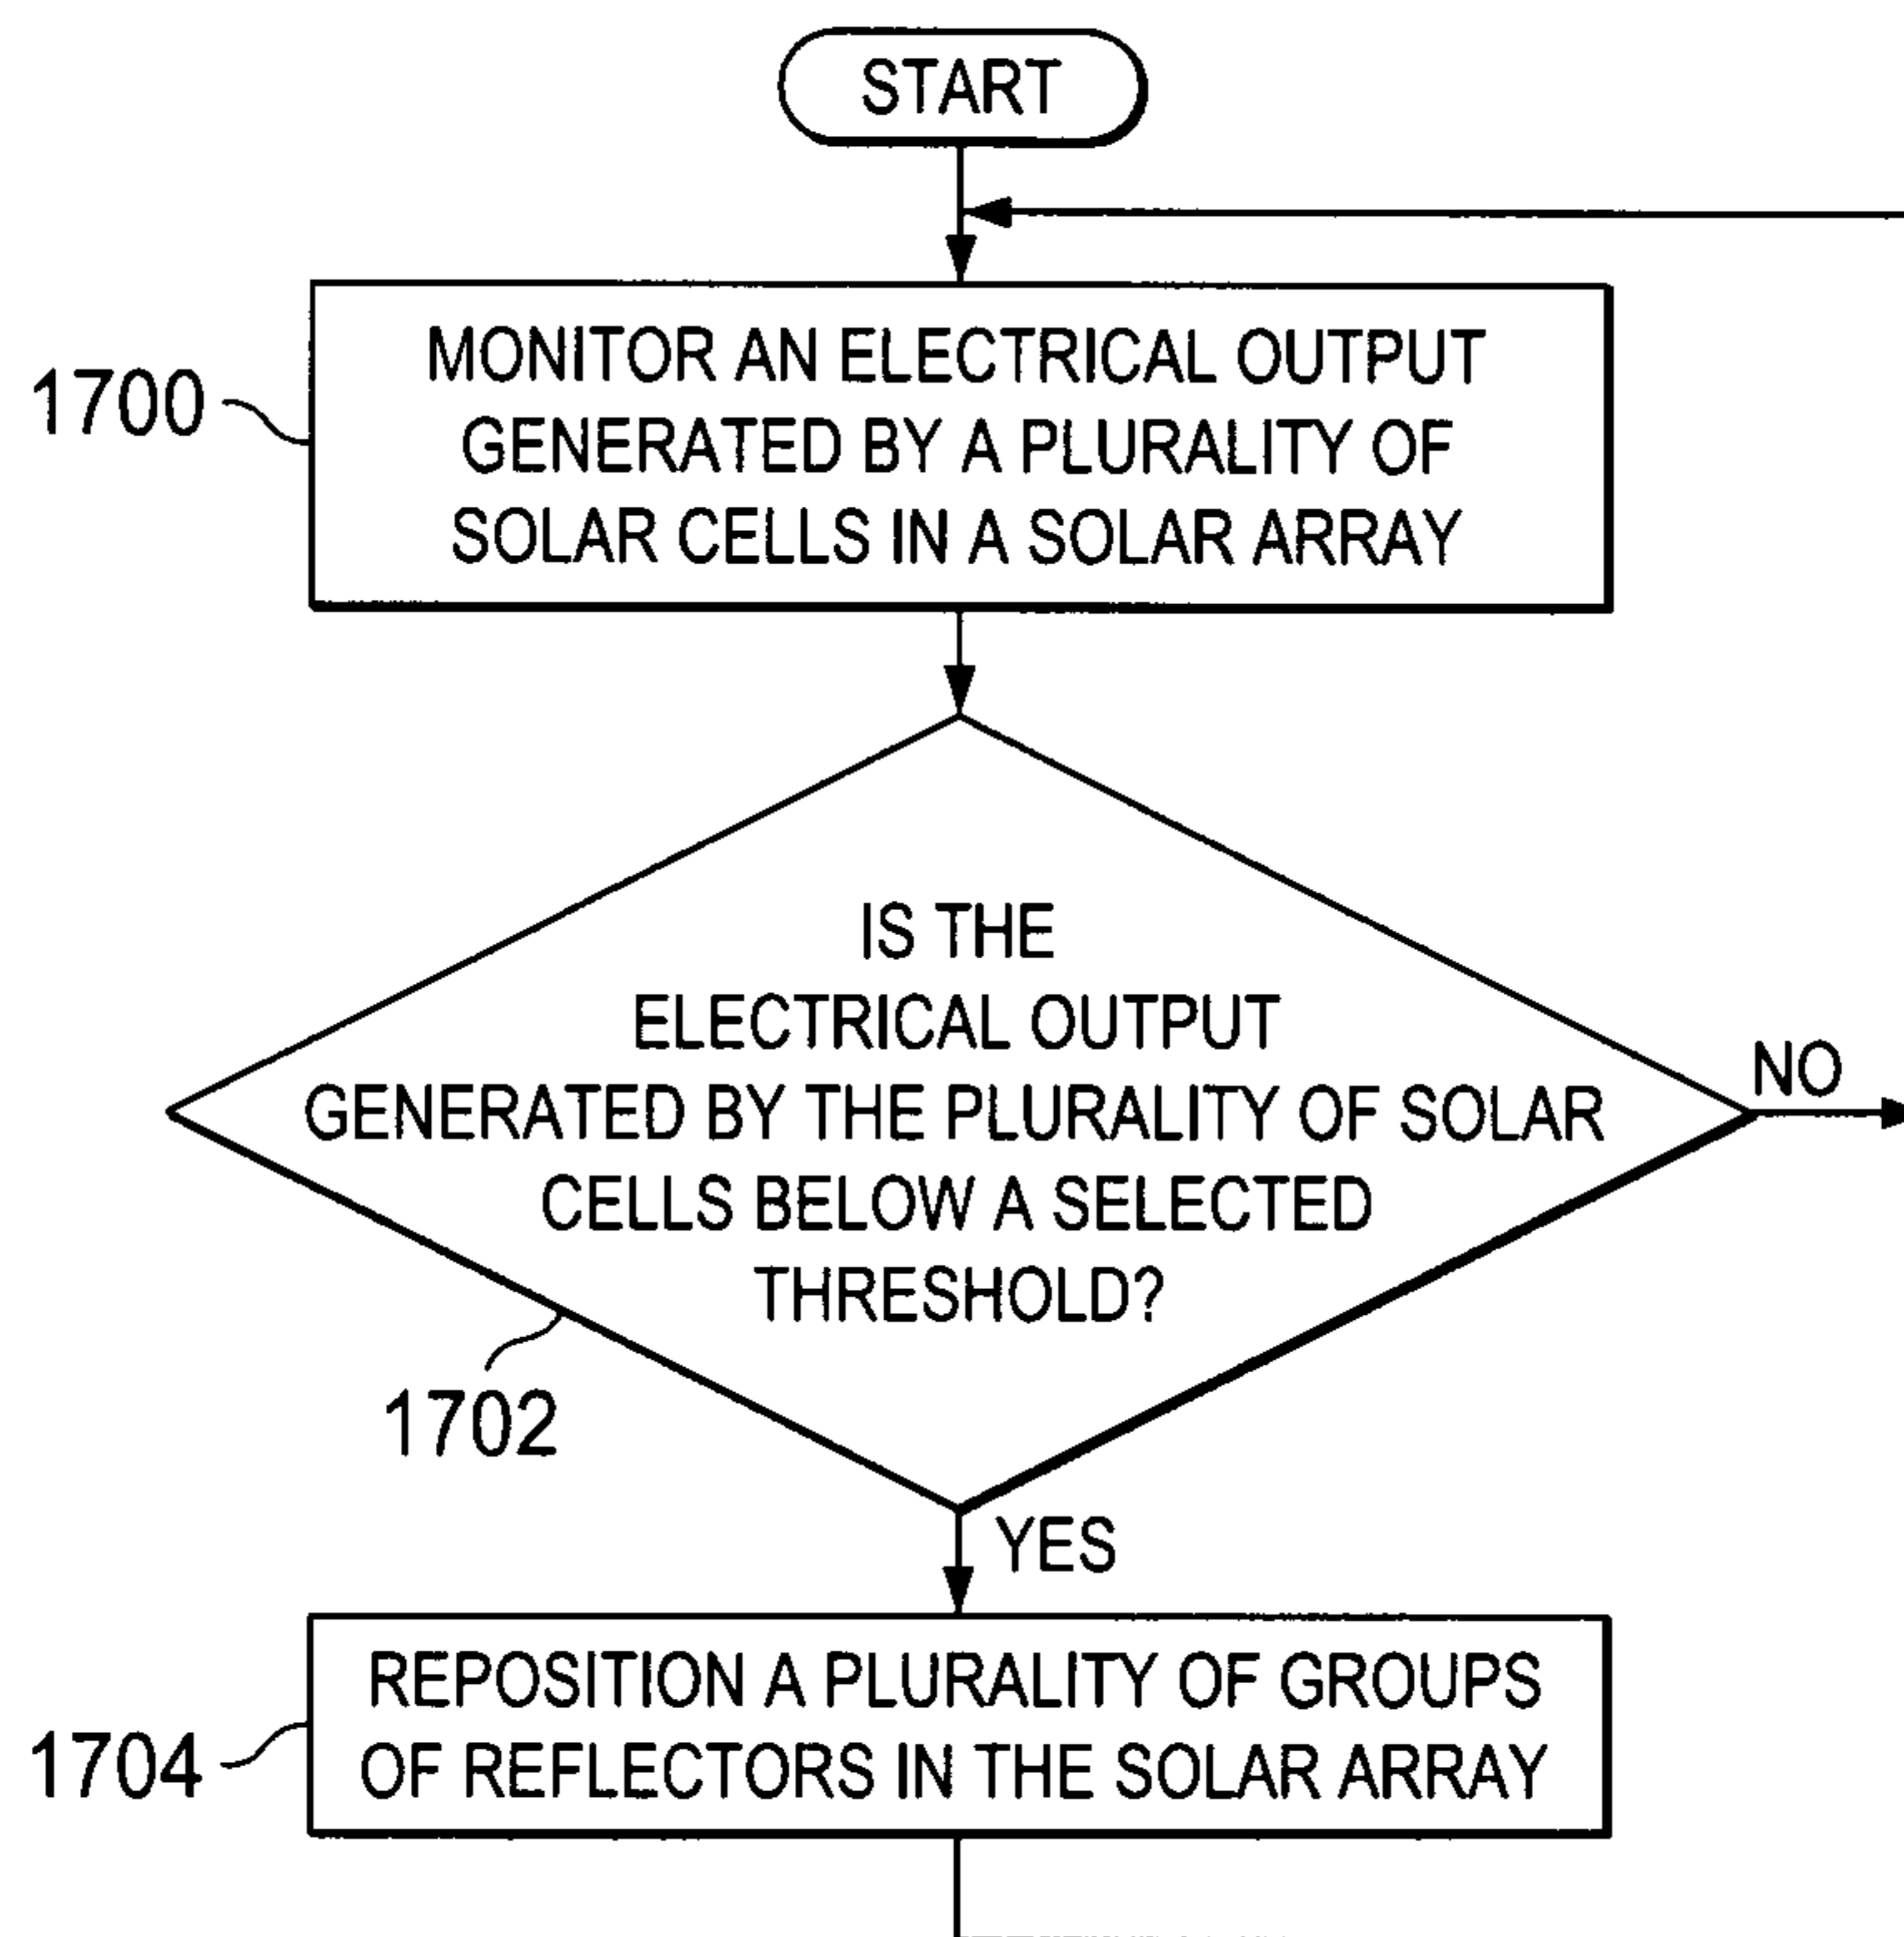 START
MONITOR AN ELECTRICAL OUTPUT
GENERATED BY A PLURALITY OF
SOLAR CELLS IN A SOLAR ARRAY
1700
IS THE
ELECTRICAL OUTPUT
GENERATED BY THE PLURALITY OF SOLAR
CELLS BELOW A SELECTED
THRESHOLD?
NO
1702
YES
REPOSITION A PLURALITY OF GROUPS
OF REFLECTORS IN THE SOLAR ARRAY
1704